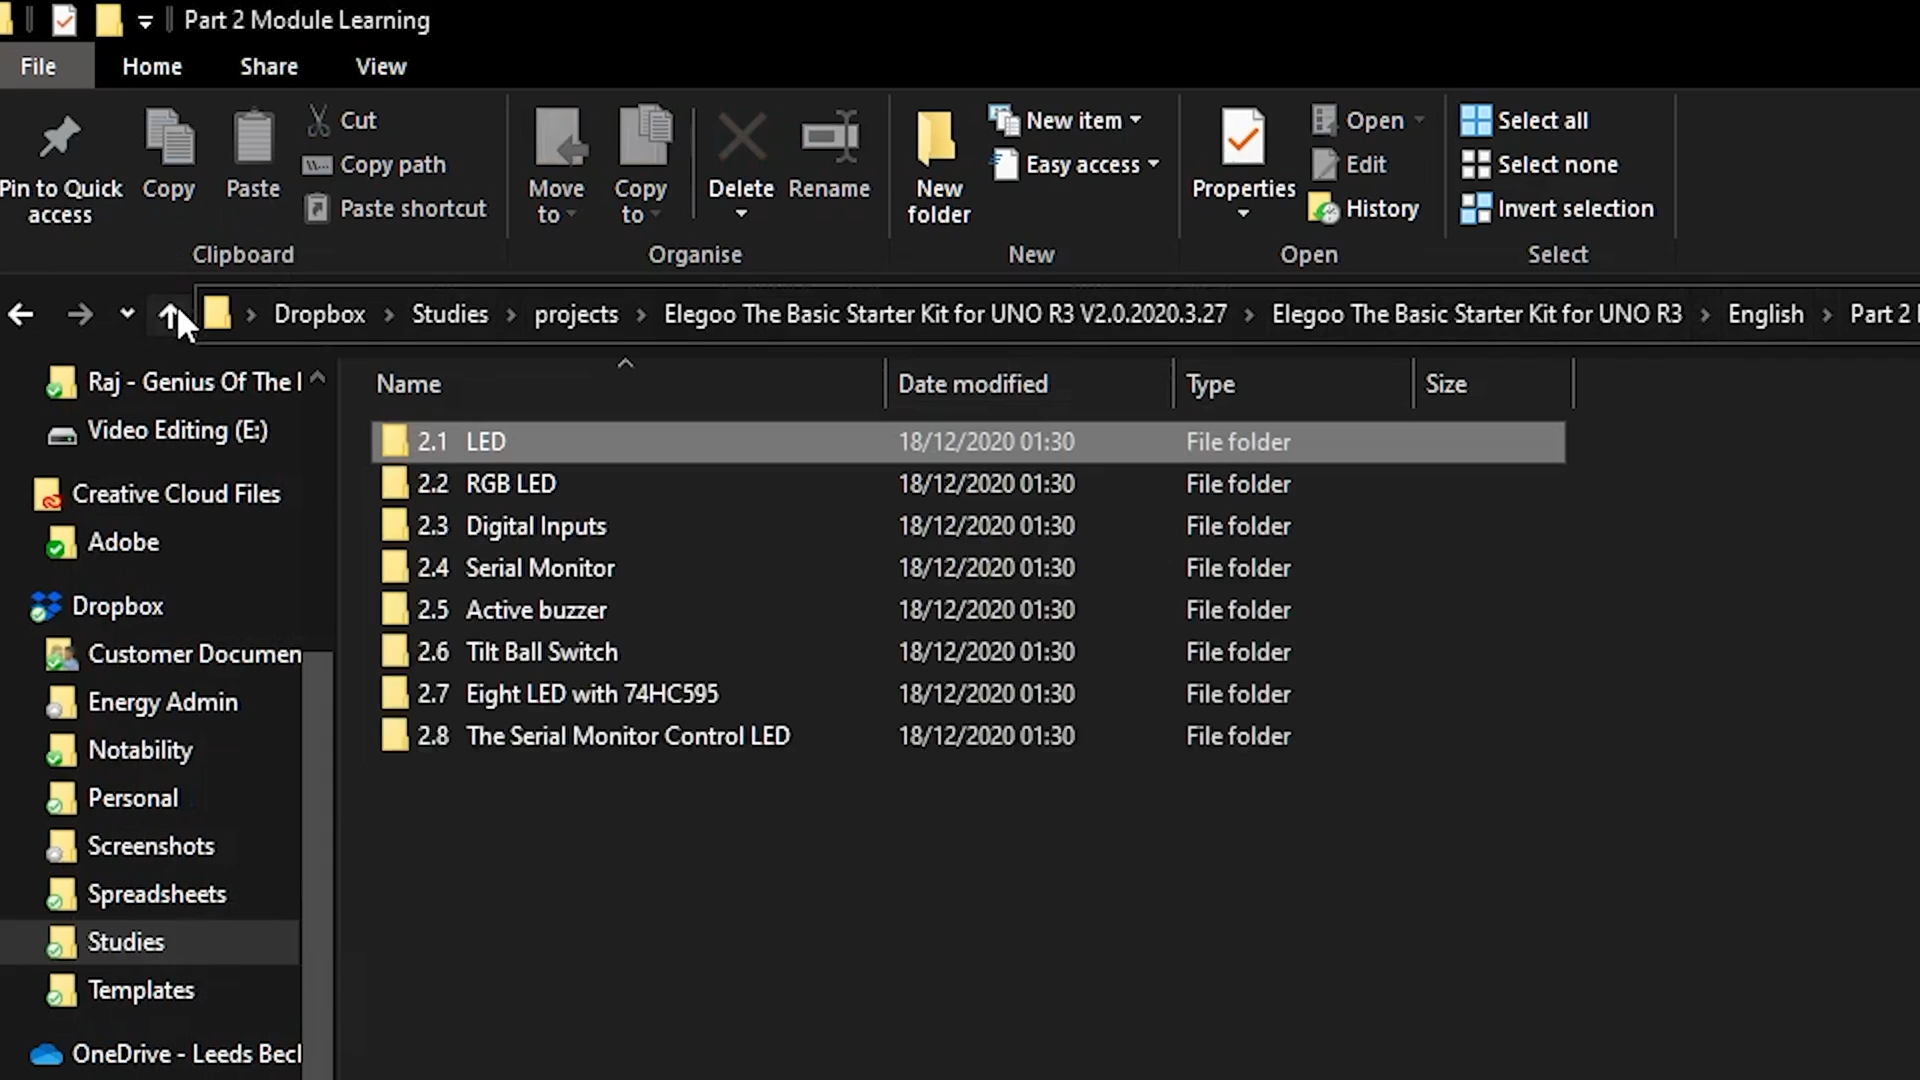 Part 2 Module Learning
File Home Share View
Pin to Quick access
Copy
Paste
Cut
Copy path
Paste shortcut
Clipboard
Move to
Copy to
Delete
Rename
Organise
New folder
New item
Easy access
New
Properties
Open
Edit
History
Open
Select all
Select none
Invert selection
Select
Dropbox > Studies > projects > Elegoo The Basic Starter Kit for UNO R3 V2.0.2020.3.27 > Elegoo The Basic Starter Kit for UNO R3 > English > Part 2
Raj - Genius Of The
Video Editing (E:)
Creative Cloud Files
Adobe
Dropbox
Customer Documen
Energy Admin
Notability
Personal
Screenshots
Spreadsheets
Studies
Templates
OneDrive - Leeds Becl
Name Date modified Type Size
2.1 LED 18/12/2020 01:30 File folder
2.2 RGB LED 18/12/2020 01:30 File folder
2.3 Digital Inputs 18/12/2020 01:30 File folder
2.4 Serial Monitor 18/12/2020 01:30 File folder
2.5 Active buzzer 18/12/2020 01:30 File folder
2.6 Tilt Ball Switch 18/12/2020 01:30 File folder
2.7 Eight LED with 74HC595 18/12/2020 01:30 File folder
2.8 The Serial Monitor Control LED 18/12/2020 01:30 File folder